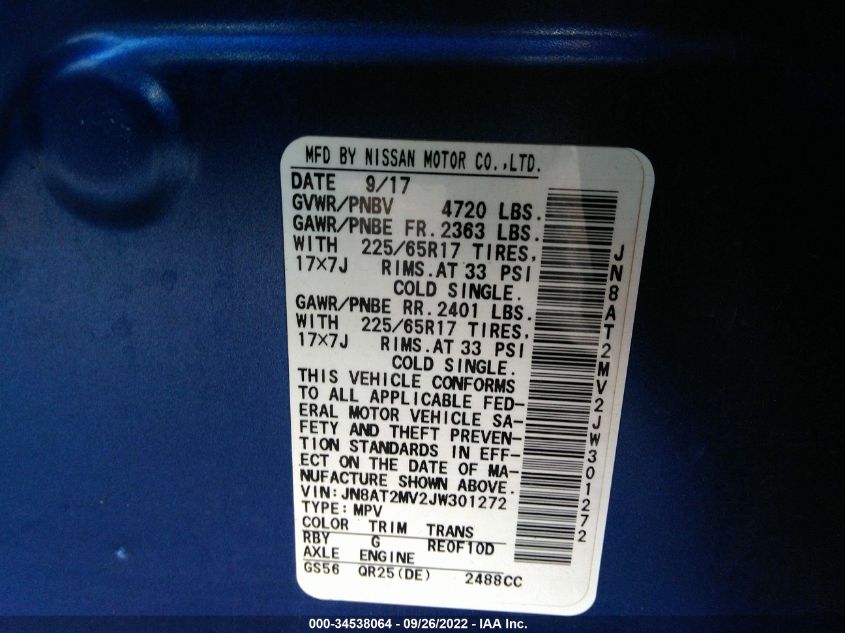 MFD BY NISSAN MOTOR CO.,LTD.
DATE 9/17
GVWR/PNBV 4720 LBS.
GAWR/PNBE FR. 2363 LBS.
WITH 225/65R17 TIRES,
17×7J RIMS.AT 33 PSI
COLD SINGLE.
GAWR/PNBE RR. 2401 LBS.
WITH 225/65R17 TIRES,
17×7J RIMS.AT 33 PSI
COLD SINGLE.
THIS VEHICLE CONFORMS
TO ALL APPLICABLE FED-
ERAL MOTOR VEHICLE SA-
FETY AND THEFT PREVEN-
TION STANDARDS IN EFF-
ECT ON THE DATE OF MA-
NUFACTURE SHOWN ABOVE.
VIN:JN8AT2MV2JW301272
TYPE:MPV
COLOR TRIM TRANS
RBY G RE0F10D
AXLE ENGINE
GS56 QR25(DE) 2488CC
JN8AT2MV2JW301272
000-34538064 - 09/26/2022 - IAA Inc.